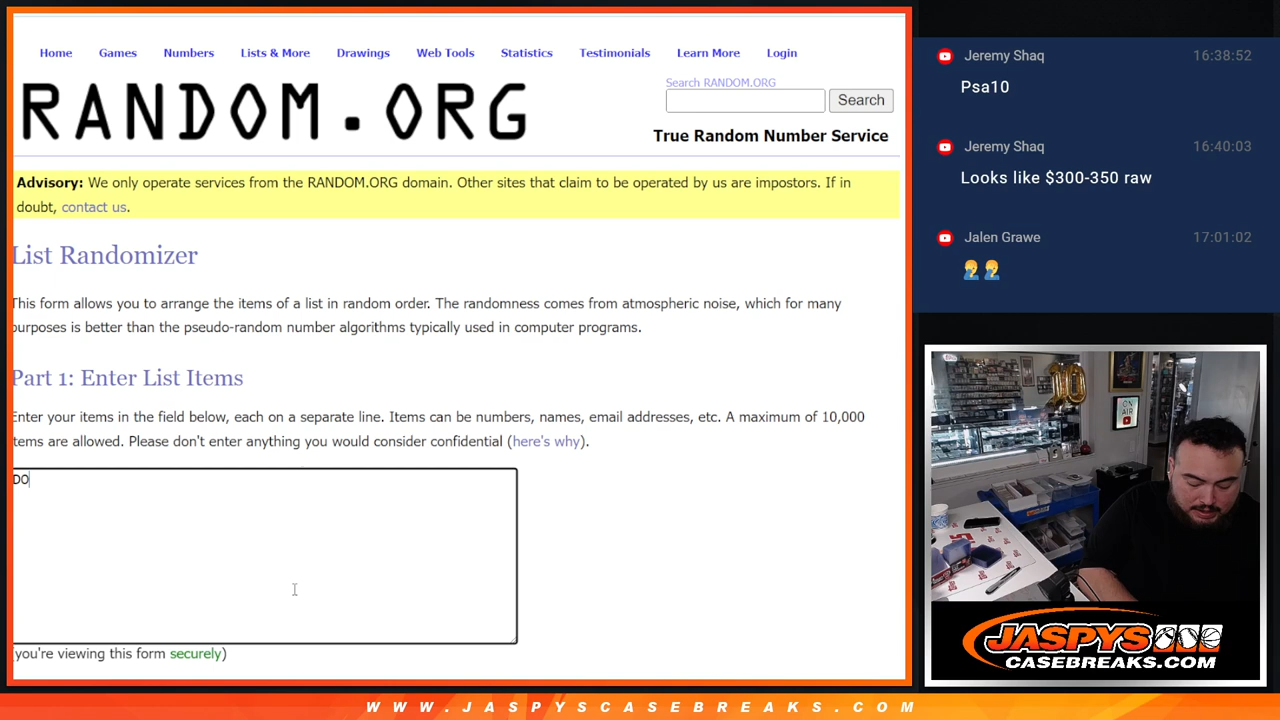 Home Games Numbers Lists & More Drawings Web Tools Statistics Testimonials Learn More Login
RANDOM.ORG
Search RANDOM.ORG
Search
True Random Number Service
Advisory: We only operate services from the RANDOM.ORG domain. Other sites that claim to be operated by us are impostors. If in
doubt, contact us.
List Randomizer
This form allows you to arrange the items of a list in random order. The randomness comes from atmospheric noise, which for many
purposes is better than the pseudo-random number algorithms typically used in computer programs.
Part 1: Enter List Items
Enter your items in the field below, each on a separate line. Items can be numbers, names, email addresses, etc. A maximum of 10,000
items are allowed. Please don't enter anything you would consider confidential (here's why).
DO
(you're viewing this form securely)
Jeremy Shaq 16:38:52
Psa10
Jeremy Shaq 16:40:03
Looks like $300-350 raw
Jalen Grawe 17:01:02
10
ON
AIR
JASPYS
CASEBREAKS.COM
WWW.JASPYSCASEBREAKS.COM